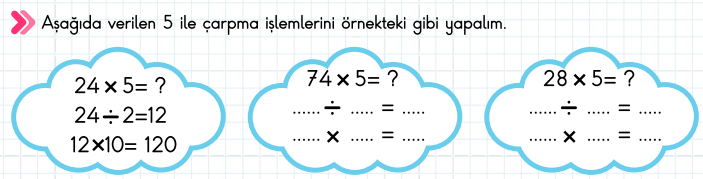 Aşağıda verilen 5 ile çarpma işlemlerini örnekteki gibi yapalım.
24 × 5= ?
24÷2=12
12×10= 120
74 × 5= ?
...... ÷ ..... = .....
...... × ..... = .....
28 × 5= ?
...... ÷ ..... = .....
...... × ..... = .....